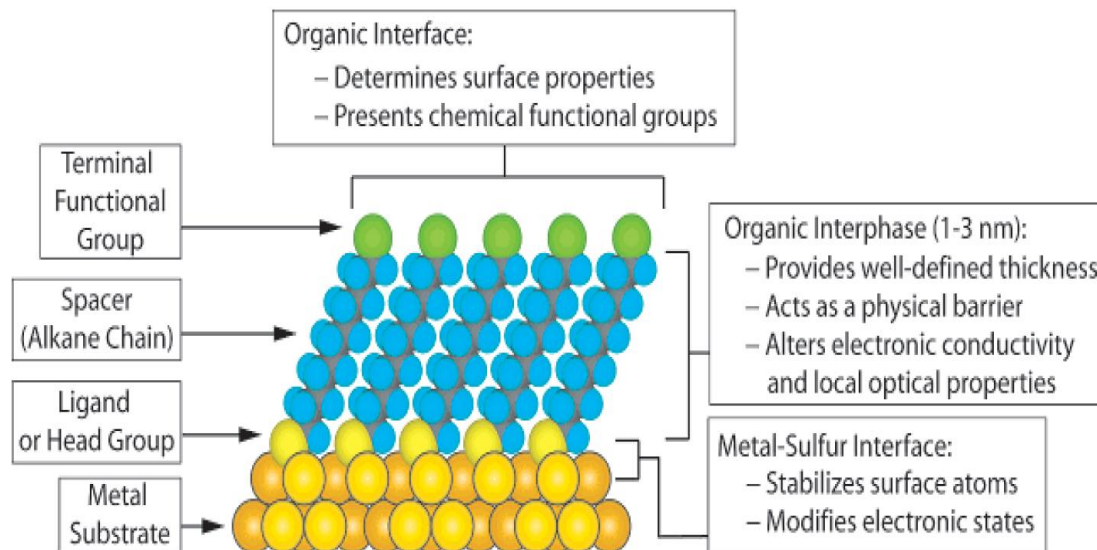 Organic Interface:
– Determines surface properties
– Presents chemical functional groups
Terminal
Functional
Group
Spacer
(Alkane Chain)
Ligand
or Head Group
Metal
Substrate
Organic Interphase (1-3 nm):
– Provides well-defined thickness
– Acts as a physical barrier
– Alters electronic conductivity
and local optical properties
Metal-Sulfur Interface:
– Stabilizes surface atoms
– Modifies electronic states